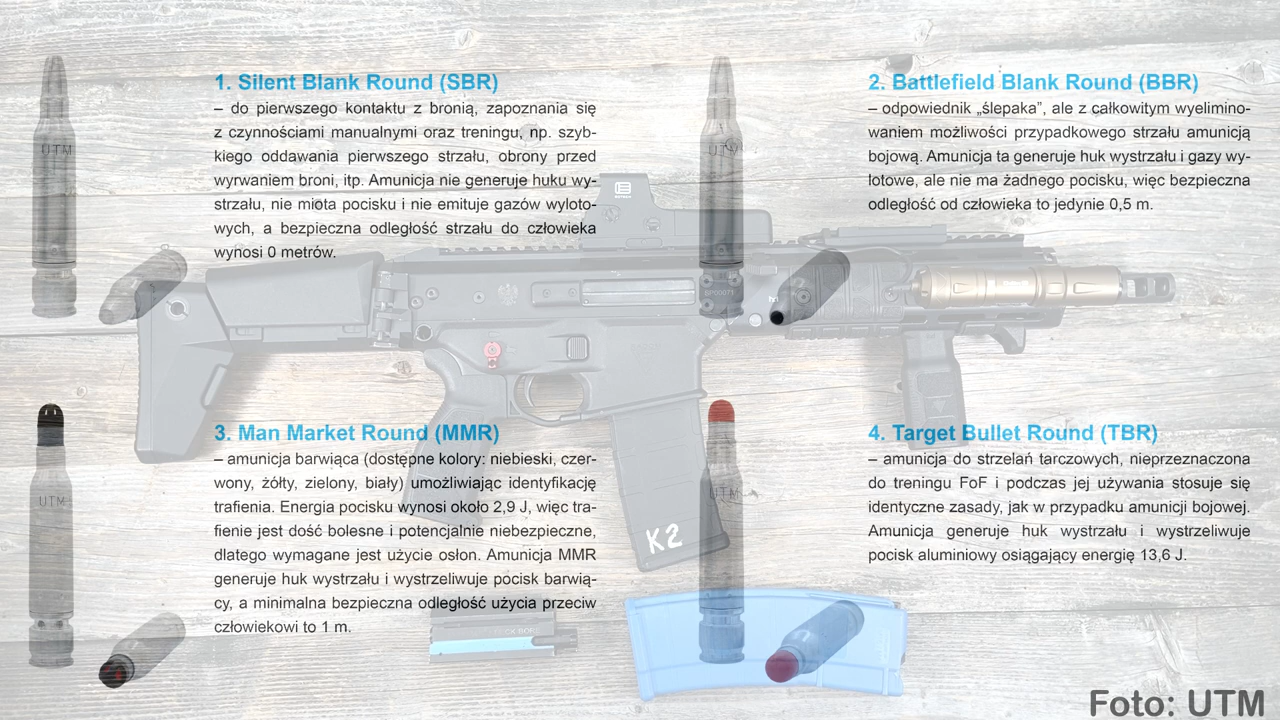 1. Silent Blank Round (SBR)
– do pierwszego kontaktu z bronią, zapoznania się
z czynnościami manualnymi oraz treningu, np. szyb-
kiego oddawania pierwszego strzału, obrony przed
wyrwaniem broni, itp. Amunicja nie generuje huku wy-
strzału, nie miota pocisku i nie emituje gazów wyloto-
wych, a bezpieczna odległość strzału do człowieka
wynosi 0 metrów.
UTM
2. Battlefield Blank Round (BBR)
– odpowiednik „ślepaka”, ale z całkowitym wyelimino-
waniem możliwości przypadkowego strzału amunicją
bojową. Amunicja ta generuje huk wystrzału i gazy wy-
lotowe, ale nie ma żadnego pocisku, więc bezpieczna
odległość od człowieka to jedynie 0,5 m.
UTM
3. Man Market Round (MMR)
– amunicja barwiąca (dostępne kolory: niebieski, czer-
wony, żółty, zielony, biały) umożliwiając identyfikację
trafienia. Energia pocisku wynosi około 2,9 J, więc tra-
fienie jest dość bolesne i potencjalnie niebezpieczne,
dlatego wymagane jest użycie osłon. Amunicja MMR
generuje huk wystrzału i wystrzeliwuje pocisk barwią-
cy, a minimalna bezpieczna odległość użycia przeciw
człowiekowi to 1 m.
UTM
4. Target Bullet Round (TBR)
– amunicja do strzelań tarczowych, nieprzeznaczona
do treningu FoF i podczas jej używania stosuje się
identyczne zasady, jak w przypadku amunicji bojowej.
Amunicja generuje huk wystrzału i wystrzeliwuje
pocisk aluminiowy osiągający energię 13,6 J.
UTM
K2
Foto: UTM